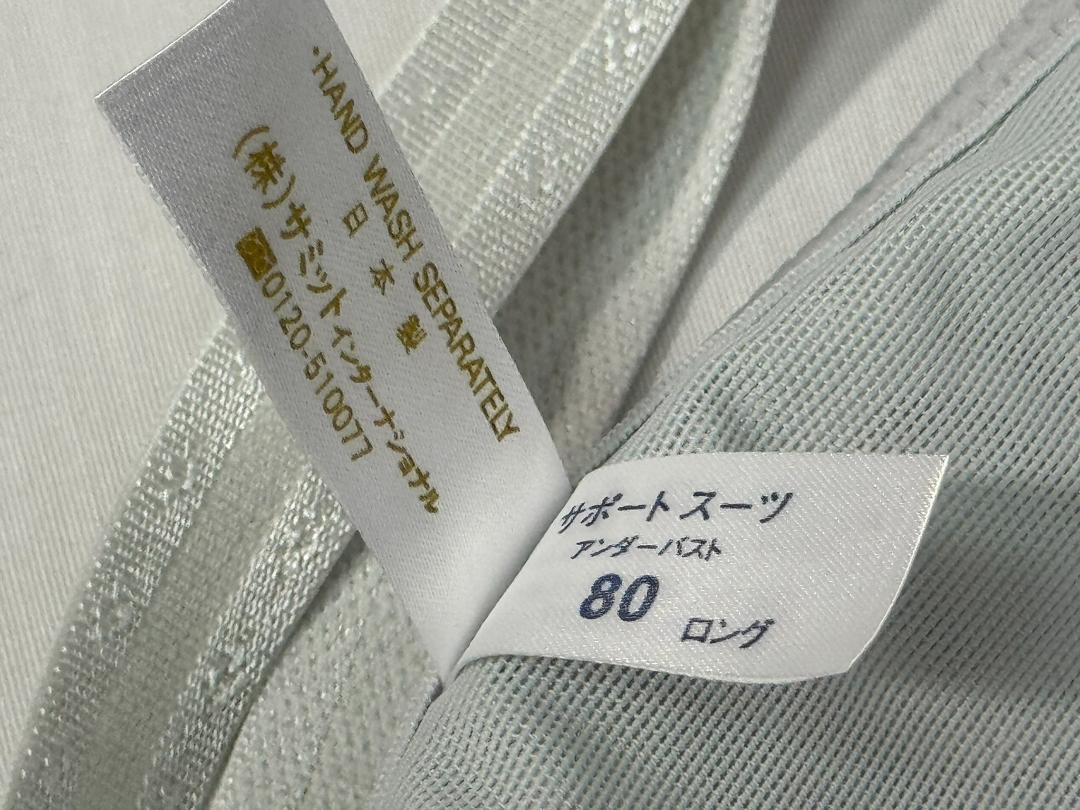 ·HAND WASH SEPARATELY
日本製
(株)サミットインターナショナル
0120-510077
サポート スーツ
アンダーバスト
80 ロング